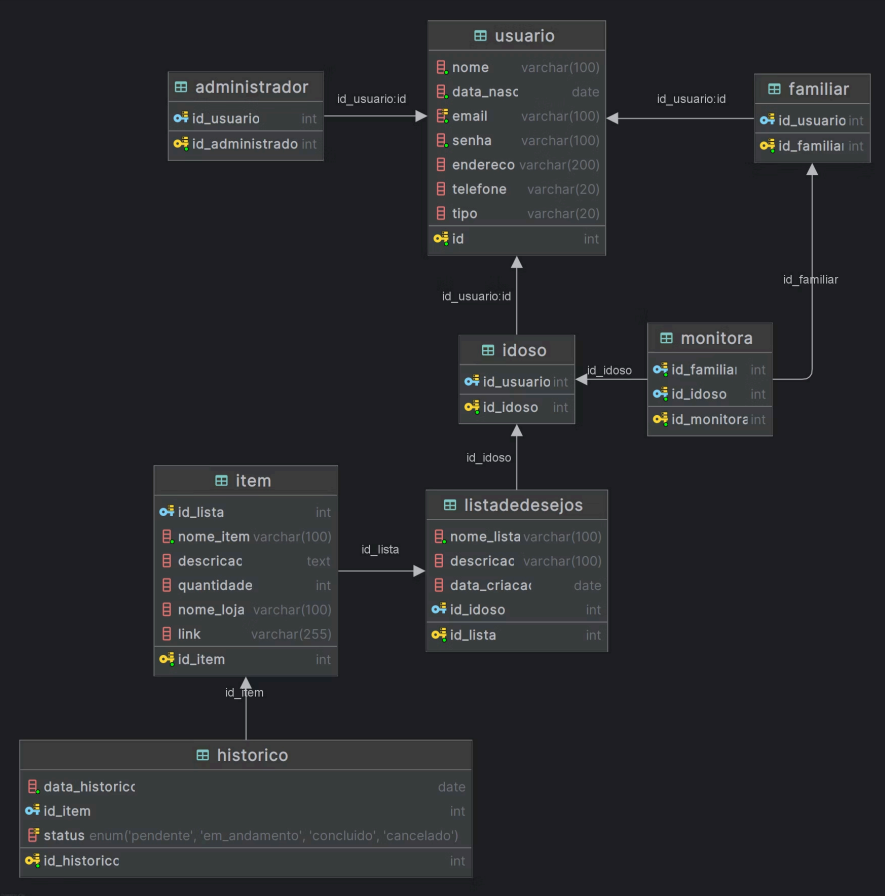 usuario
nome varchar(100)
data_nasc date
email varchar(100)
senha varchar(100)
endereco varchar(200)
telefone varchar(20)
tipo varchar(20)
id int
administrador
id_usuario int
id_administrado int
id_usuario:id
familiar
id_usuario int
id_familiar int
id_usuario:id
id_familiar
id_usuario:id
idoso
id_usuario int
id_idoso int
id_idoso
monitora
id_familiar int
id_idoso int
id_monitora int
id_idoso
item
id_lista int
nome_item varchar(100)
descricac text
quantidade int
nome_loja varchar(100)
link varchar(255)
id_item int
id_lista
listadedesejos
nome_lista varchar(100)
descricac varchar(100)
data_criacac date
id_idoso int
id_lista int
id_item
historico
data_historicc date
id_item int
status enum('pendente', 'em_andamento', 'concluido', 'cancelado')
id_historicc int